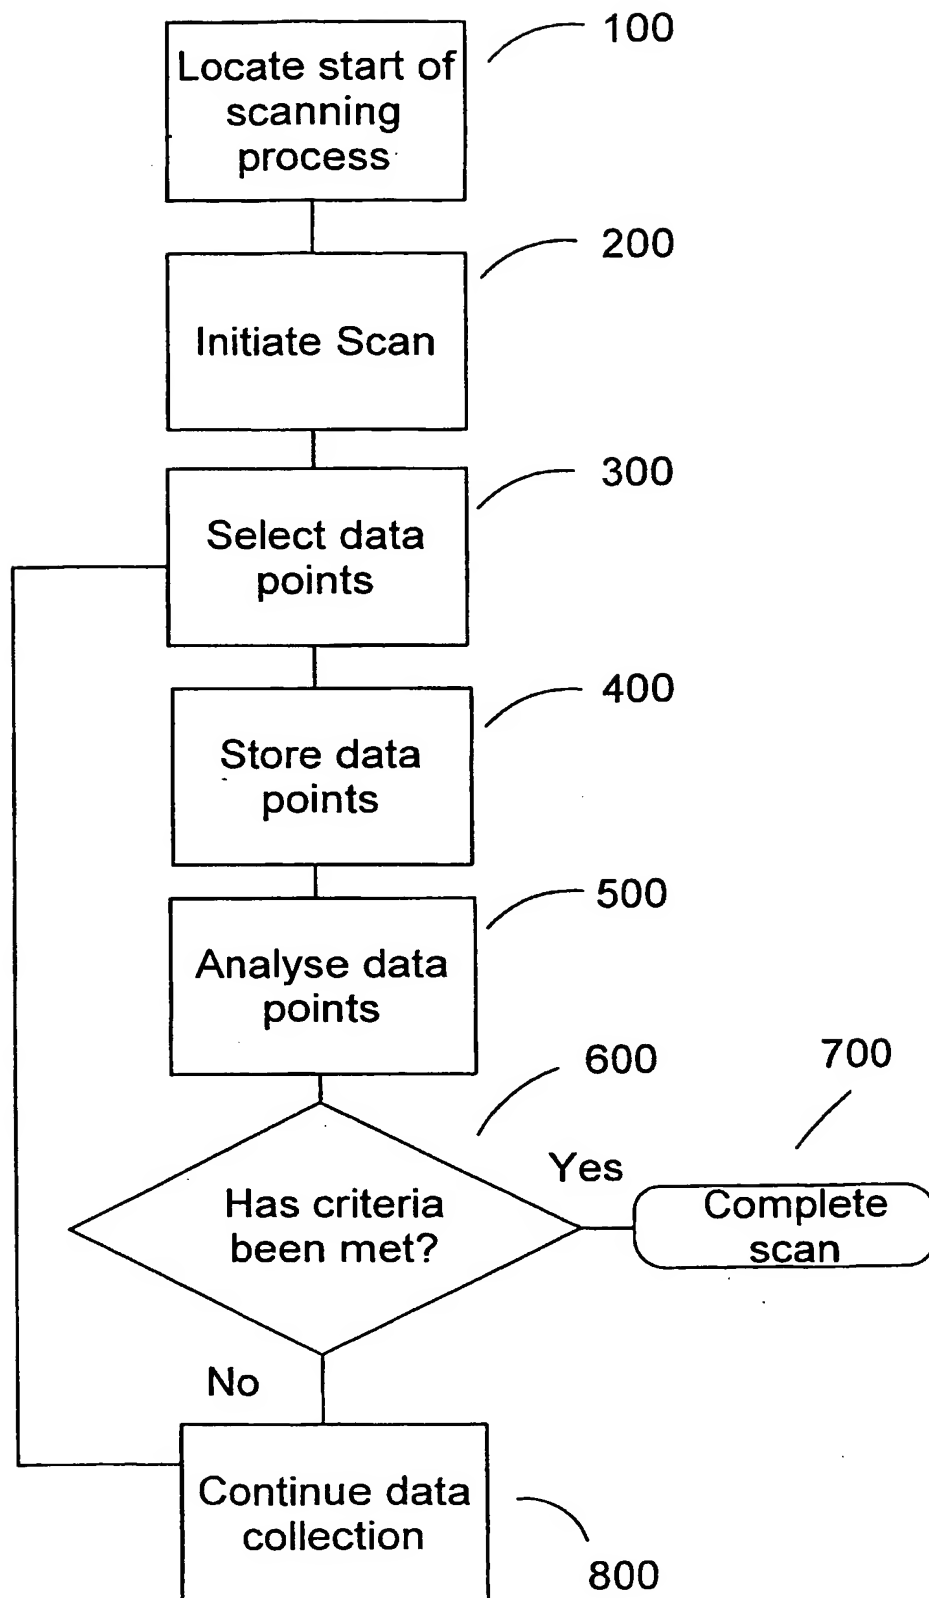 100
Locate start of
scanning
process
200
Initiate Scan
300
Select data
points
400
Store data
points
500
Analyse data
points
600
700
Has criteria
been met?
Yes
Complete
scan
No
Continue data
collection
800